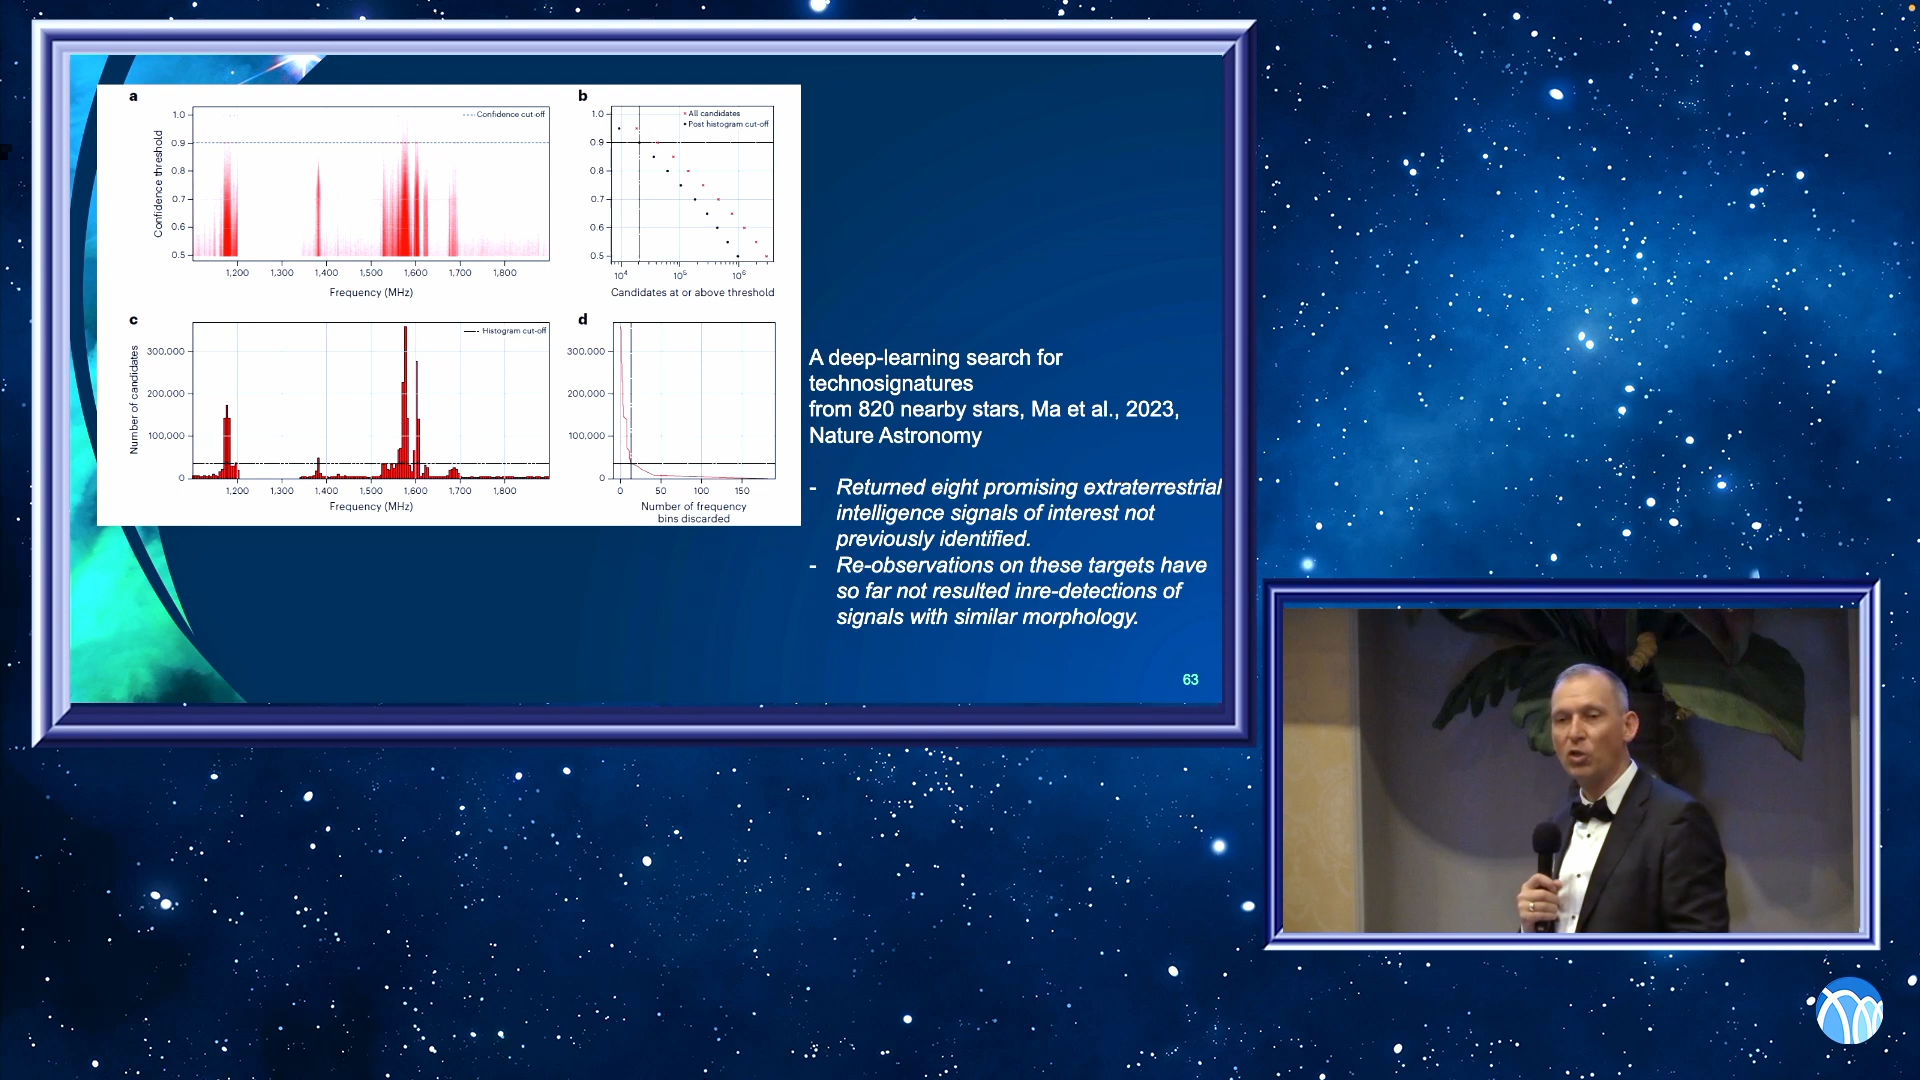 a
1.0
0.9
0.8
0.7
0.6
0.5
Confidence threshold
Confidence cut-off
1,200 1,300 1,400 1,500 1,600 1,700 1,800
Frequency (MHz)
b
1.0
0.9
0.8
0.7
0.6
0.5
All candidates
Post histogram cut-off
10⁴ 10⁵ 10⁶
Candidates at or above threshold
c
300,000
200,000
100,000
0
Number of candidates
Histogram cut-off
1,200 1,300 1,400 1,500 1,600 1,700 1,800
Frequency (MHz)
d
300,000
200,000
100,000
0
0 50 100 150
Number of frequency
bins discarded
A deep-learning search for
technosignatures
from 820 nearby stars, Ma et al., 2023,
Nature Astronomy
- Returned eight promising extraterrestrial
intelligence signals of interest not
previously identified.
- Re-observations on these targets have
so far not resulted inre-detections of
signals with similar morphology.
63